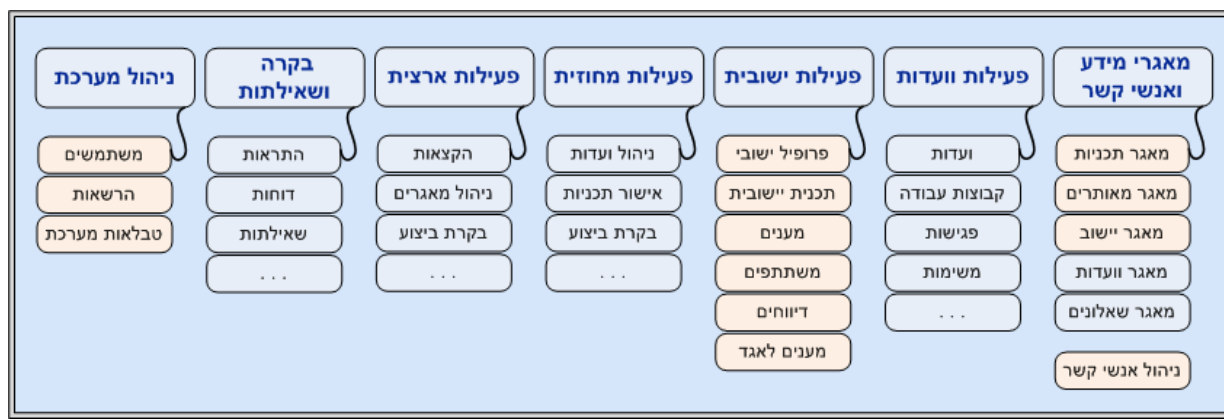 מאגרי מידע
ואנשי קשר
מאגר תכניות
מאגר מאותרים
מאגר יישוב
מאגר וועדות
מאגר שאלונים
ניהול אנשי קשר
פעילות וועדות
ועדות
קבוצות עבודה
פגישות
משימות
. . .
פעילות ישובית
פרופיל ישובי
תכנית יישובית
מענים
משתתפים
דיווחים
מענים לאגד
פעילות מחוזית
ניהול ועדות
אישור תכניות
בקרת ביצוע
. . .
פעילות ארצית
הקצאות
ניהול מאגרים
בקרת ביצוע
. . .
בקרה
ושאילתות
התראות
דוחות
שאילתות
. . .
ניהול מערכת
משתמשים
הרשאות
טבלאות מערכת